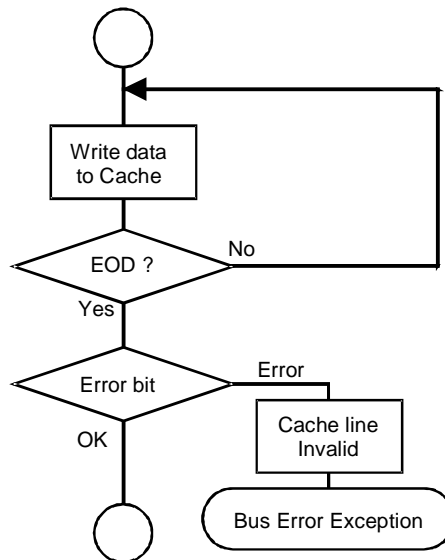 Write data
to Cache
EOD ?
No
Yes
Error bit
Error
OK
Cache line
Invalid
Bus Error Exception